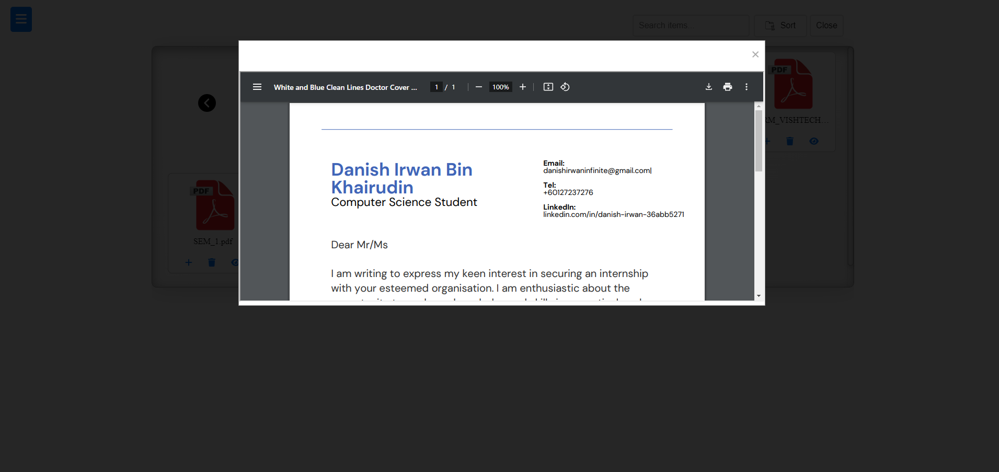 Search items...
Sort
Close
White and Blue Clean Lines Doctor Cover ...
1 / 1
100%
PDF
RM_VISHTECH...
Danish Irwan Bin
Khairudin
Computer Science Student
Email:
danishirwaninfinite@gmail.com|
Tel:
+60127237276
LinkedIn:
linkedin.com/in/danish-irwan-36abb5271
PDF
SEM_1.pdf
Dear Mr/Ms
I am writing to express my keen interest in securing an internship
with your esteemed organisation. I am enthusiastic about the